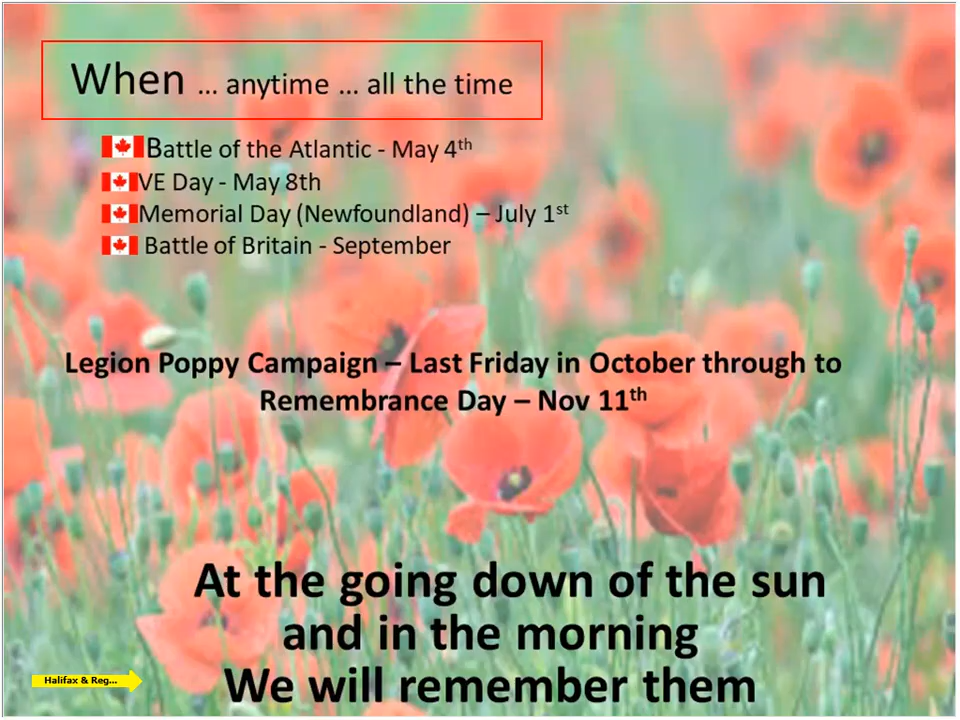 When ... anytime ... all the time
Battle of the Atlantic - May 4th
VE Day - May 8th
Memorial Day (Newfoundland) – July 1st
Battle of Britain - September
Legion Poppy Campaign – Last Friday in October through to
Remembrance Day – Nov 11th
At the going down of the sun
and in the morning
We will remember them
Halifax & Reg...